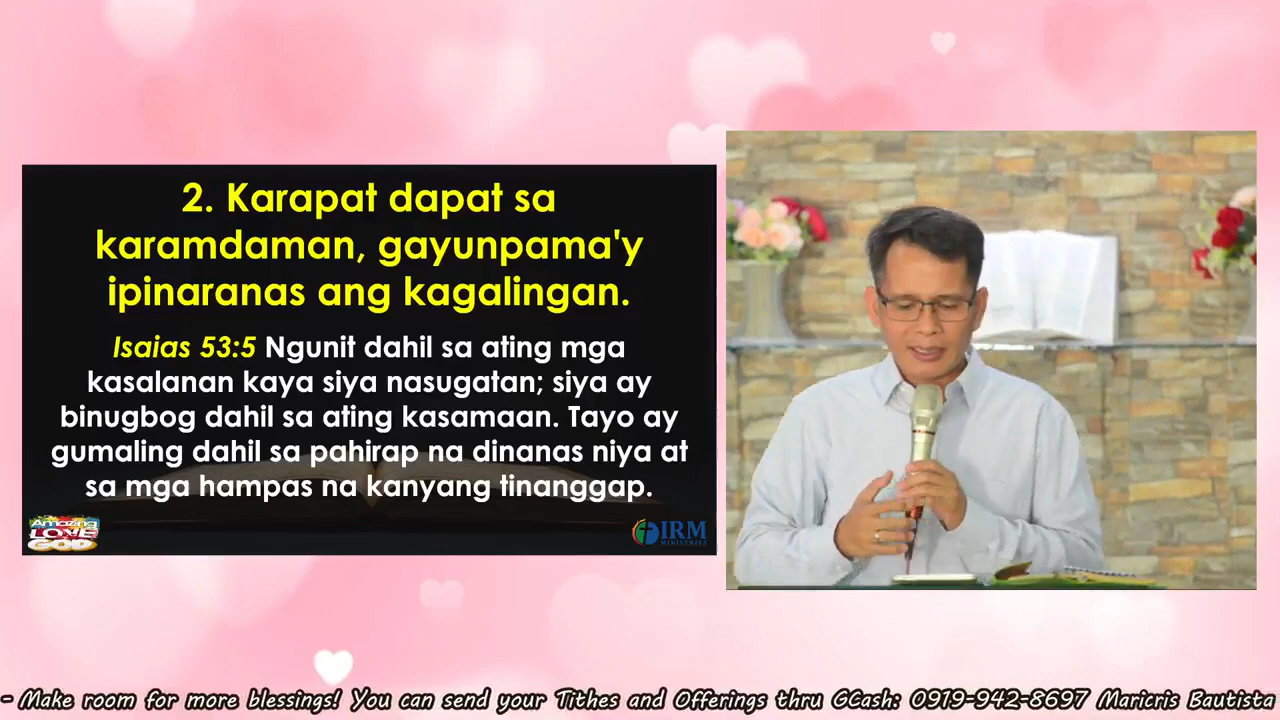 2. Karapat dapat sa
karamdaman, gayunpama'y
ipinaranas ang kagalingan.
Isaias 53:5 Ngunit dahil sa ating mga
kasalanan kaya siya nasugatan; siya ay
binugbog dahil sa ating kasamaan. Tayo ay
gumaling dahil sa pahirap na dinanas niya at
sa mga hampas na kanyang tinanggap.
Amazing
LOVE
GOD
IRM
MINISTRIES
- Make room for more blessings! You can send your Tithes and Offerings thru GCash: 0919-942-8697 Maricris Bautista